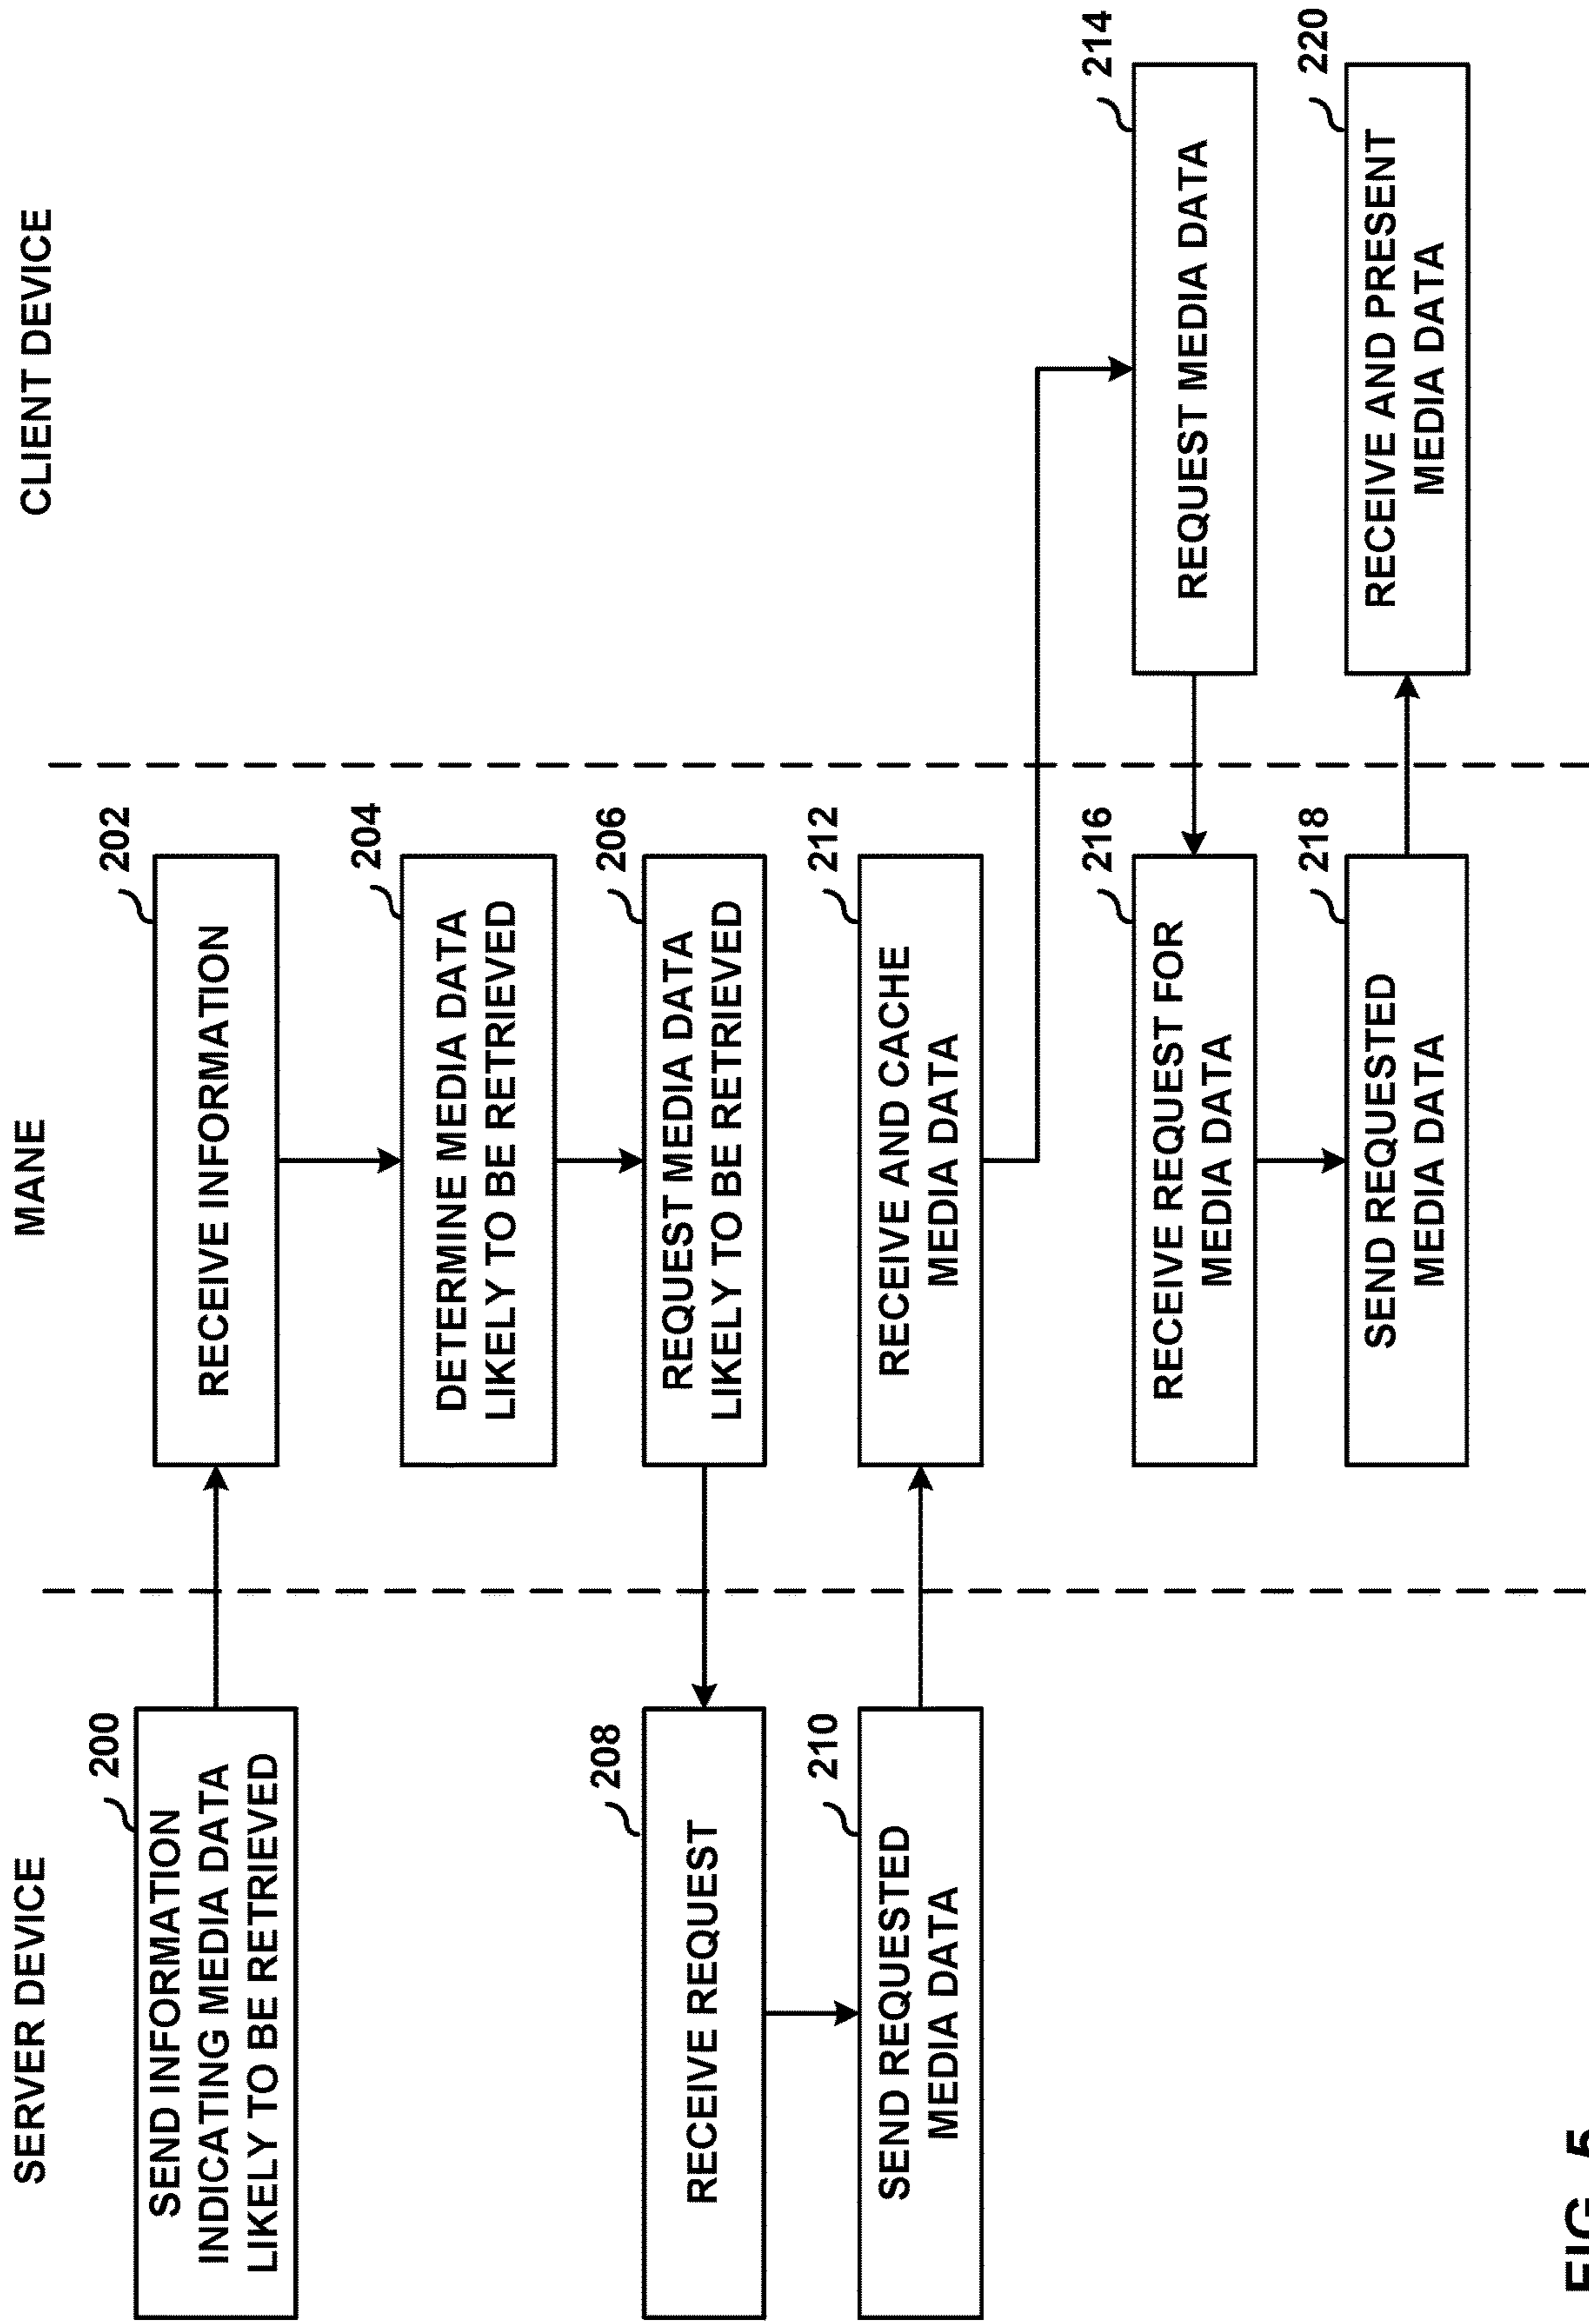 SERVER DEVICE
MANE
CLIENT DEVICE
200
SEND INFORMATION
INDICATING MEDIA DATA
LIKELY TO BE RETRIEVED
202
RECEIVE INFORMATION
204
DETERMINE MEDIA DATA
LIKELY TO BE RETRIEVED
206
REQUEST MEDIA DATA
LIKELY TO BE RETRIEVED
208
RECEIVE REQUEST
210
SEND REQUESTED
MEDIA DATA
212
RECEIVE AND CACHE
MEDIA DATA
214
REQUEST MEDIA DATA
216
RECEIVE REQUEST FOR
MEDIA DATA
218
SEND REQUESTED
MEDIA DATA
220
RECEIVE AND PRESENT
MEDIA DATA
FIG. 5